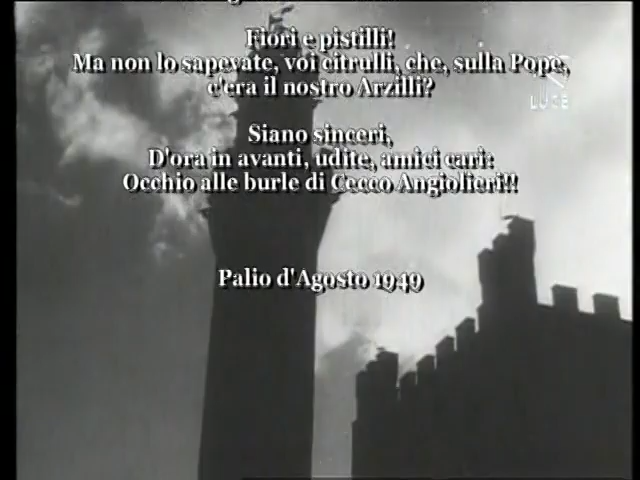 Fiori e pistilli!
Ma non lo sapevate, voi citrulli, che, sulla Pope,
c'era il nostro Arzilli?
LUCE
Siano sinceri,
D'ora in avanti, udite, amici cari:
Occhio alle burle di Cecco Angiolieri!!
Palio d'Agosto 1949